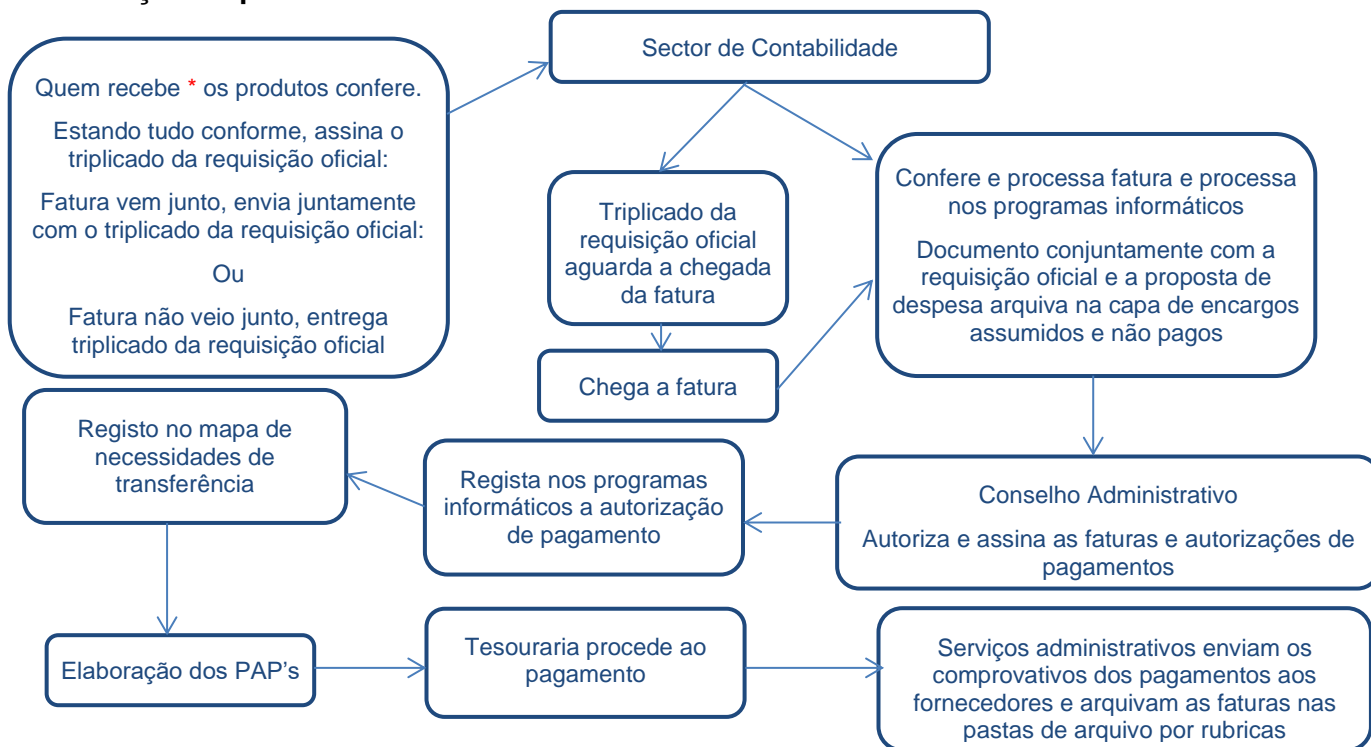 Quem recebe * os produtos confere.
Estando tudo conforme, assina o
triplicado da requisição oficial:
Fatura vem junto, envia juntamente
com o triplicado da requisição oficial:
Ou
Fatura não veio junto, entrega
triplicado da requisição oficial
Sector de Contabilidade
Triplicado da
requisição oficial
aguarda a chegada
da fatura
Chega a fatura
Confere e processa fatura e processa
nos programas informáticos
Documento conjuntamente com a
requisição oficial e a proposta de
despesa arquiva na capa de encargos
assumidos e não pagos
Conselho Administrativo
Autoriza e assina as faturas e autorizações de
pagamentos
Regista nos programas
informáticos a autorização
de pagamento
Registo no mapa de
necessidades de
transferência
Elaboração dos PAP’s
Tesouraria procede ao
pagamento
Serviços administrativos enviam os
comprovativos dos pagamentos aos
fornecedores e arquivam as faturas nas
pastas de arquivo por rubricas